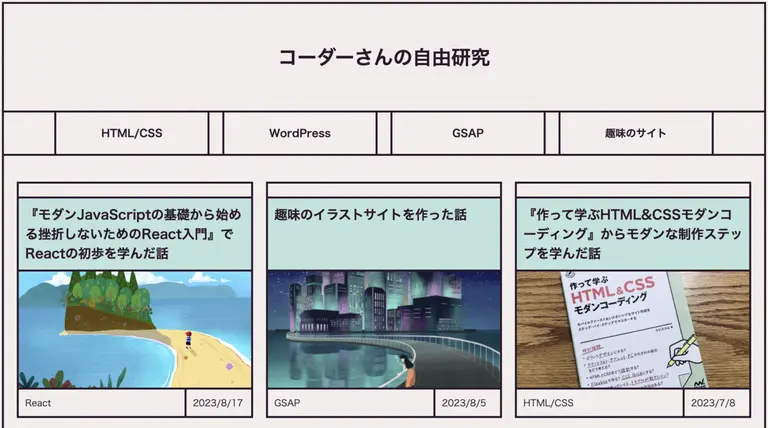 コーダーさんの自由研究
HTML/CSS
WordPress
GSAP
趣味のサイト
『モダンJavaScriptの基礎から始め
る挫折しないためのReact入門』で
Reactの初歩を学んだ話
React
2023/8/17
趣味のイラストサイトを作った話
GSAP
2023/8/5
『作って学ぶHTML&CSSモダンコ
ーディング』からモダンな制作ステッ
プを学んだ話
作って学ぶ
HTML&CSS
モダンコーディング
HTML/CSS
2023/7/8